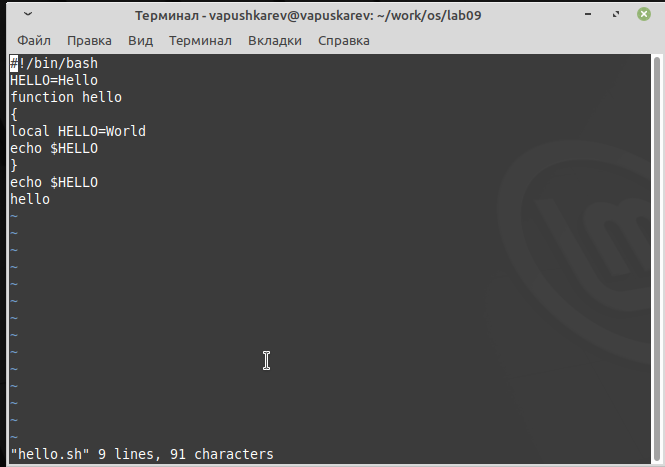 Терминал - vapushkarev@vapuskarev: ~/work/os/lab09
Файл Правка Вид Терминал Вкладки Справка
#!/bin/bash
HELLO=Hello
function hello
{
local HELLO=World
echo $HELLO
}
echo $HELLO
hello
~
~
~
~
~
~
~
~
~
~
~
~
~
~
"hello.sh" 9 lines, 91 characters